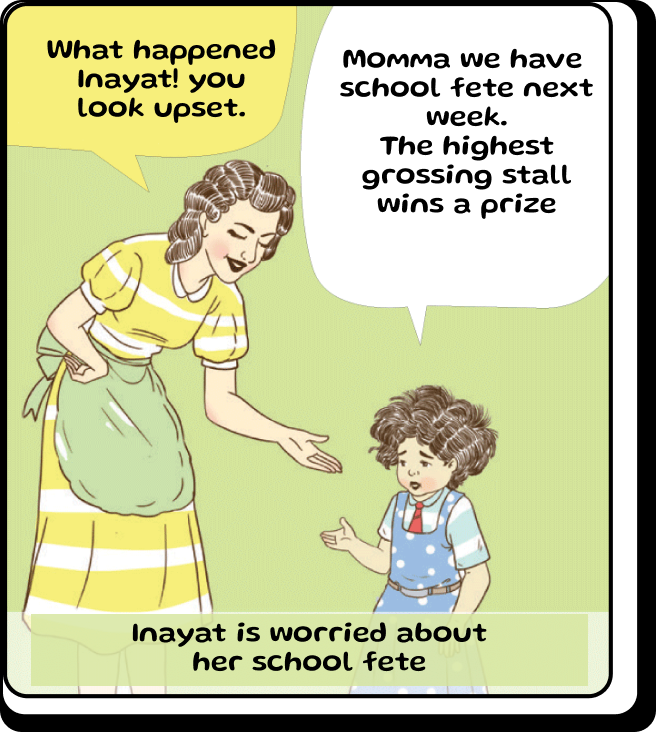 What happened
Inayat! you
look upset.
Momma we have
school fete next
week.
The highest
grossing stall
wins a prize
Inayat is worried about
her school fete